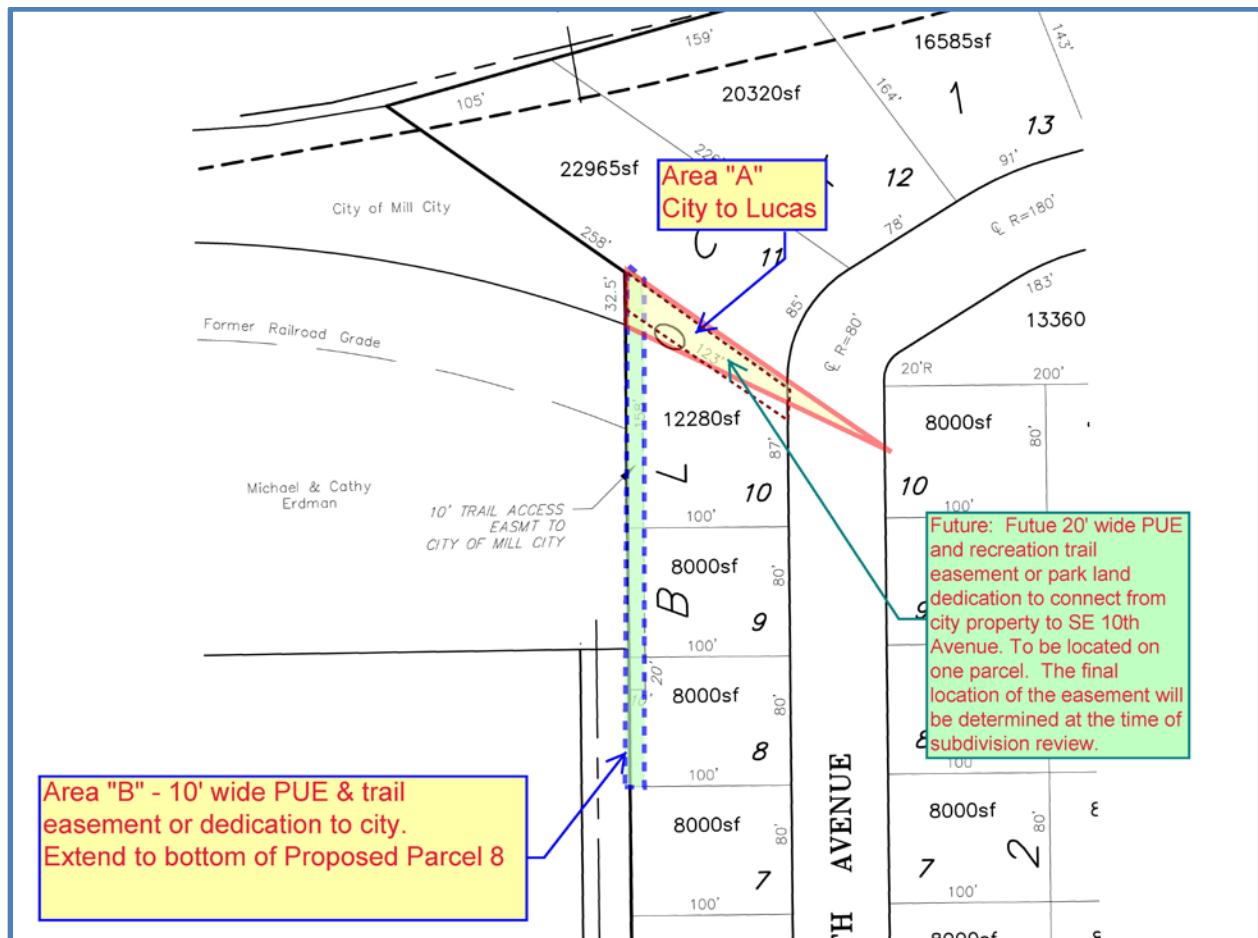 159'
16585sf
143'
105'
20320sf
164'
1
13
91'
22965sf
Area "A"
City to Lucas
12
City of Mill City
78'
℄ R=180'
258'
C
11
32.5'
85'
183'
Former Railroad Grade
O
123'
℄ R=80'
13360
20'R
200'
158'
12280sf
8000sf
80'
87'
Michael & Cathy
Erdman
L
10
10
10' TRAIL ACCESS
EASMT TO
CITY OF MILL CITY
100'
100'
Future: Futue 20' wide PUE
and recreation trail
easement or park land
dedication to connect from
city property to SE 10th
Avenue. To be located on
one parcel. The final
location of the easement will
be determined at the time of
subdivision review.
8000sf
80'
B
9
9
100'
20'
10'
8000sf
80'
8
8
100'
100'
Area "B" - 10' wide PUE & trail
easement or dedication to city.
Extend to bottom of Proposed Parcel 8
8000sf
80'
7
100'
TH AVENUE
8000sf
80'
2
7
100'
8000sf